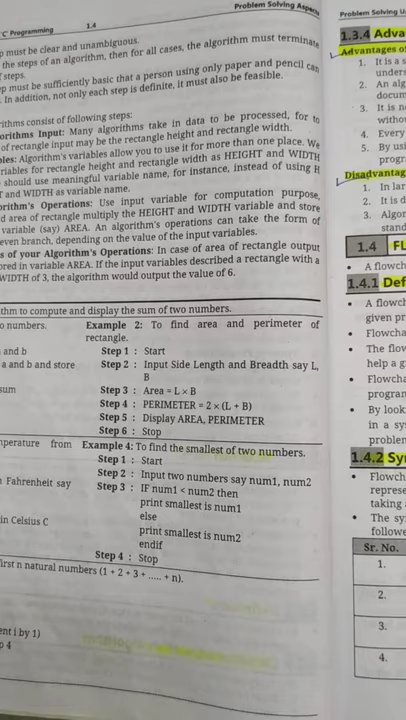 C Programming
1.4
Problem Solving Aspects
p must be clear and unambiguous.
the steps of an algorithm, then for all cases, the algorithm must terminate
f steps.
ep must be sufficiently basic that a person using only paper and pencil can
. In addition, not only each step is definite, it must also be feasible.
rithms consist of following steps:
orithms Input: Many algorithms take in data to be processed, for to
of rectangle input may be the rectangle height and rectangle width.
bles: Algorithm's variables allow you to use it for more than one place. We
riables for rectangle height and rectangle width as HEIGHT and WIDTH
should use meaningful variable name, for instance, instead of using H
T and WIDTH as variable name.
orithm's Operations: Use input variable for computation purpose,
d area of rectangle multiply the HEIGHT and WIDTH variable and store
variable (say) AREA. An algorithm's operations can take the form of
even branch, depending on the value of the input variables.
s of your Algorithm's Operations: In case of area of rectangle output
ored in variable AREA. If the input variables described a rectangle with a
WIDTH of 3, the algorithm would output the value of 6.
thm to compute and display the sum of two numbers.
o numbers.
Example 2: To find area and perimeter of
rectangle.
Step 1 : Start
and b
Step 2 : Input Side Length and Breadth say L,
a and b and store
B
Step 3 : Area = L × B
sum
Step 4 : PERIMETER = 2 × (L + B)
Step 5 : Display AREA, PERIMETER
Step 6 : Stop
nperature from
Example 4: To find the smallest of two numbers.
Step 1 : Start
Step 2 : Input two numbers say num1, num2
n Fahrenheit say
Step 3 : IF num1 < num2 then
print smallest is num1
else
in Celsius C
print smallest is num2
endif
Step 4 : Stop
first n natural numbers (1 + 2 + 3 + ..... + n).
ent i by 1)
p 4
Problem Solving U
1.3.4 Adva
Advantages o
1. It is a s
unders
2. An alg
docum
3. It is n
withou
4. Every
5. By usi
progr
Disadvantag
1. In lar
2. It is d
3. Algor
stand
1.4 FL
• A flowch
1.4.1 Def
• A flowch
given pr
• Flowcha
• The flow
help a g
• Flowcha
progran
• By look
in a sy
problen
1.4.2 Syr
• Flowch
represe
taking
• The sy
followe
Sr. No.
1.
2.
3.
4.